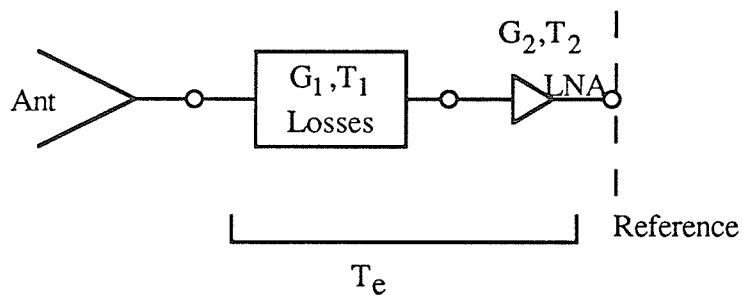 G₂,T₂
G₁,T₁
Ant
LNA
Losses
Reference
Tₑ